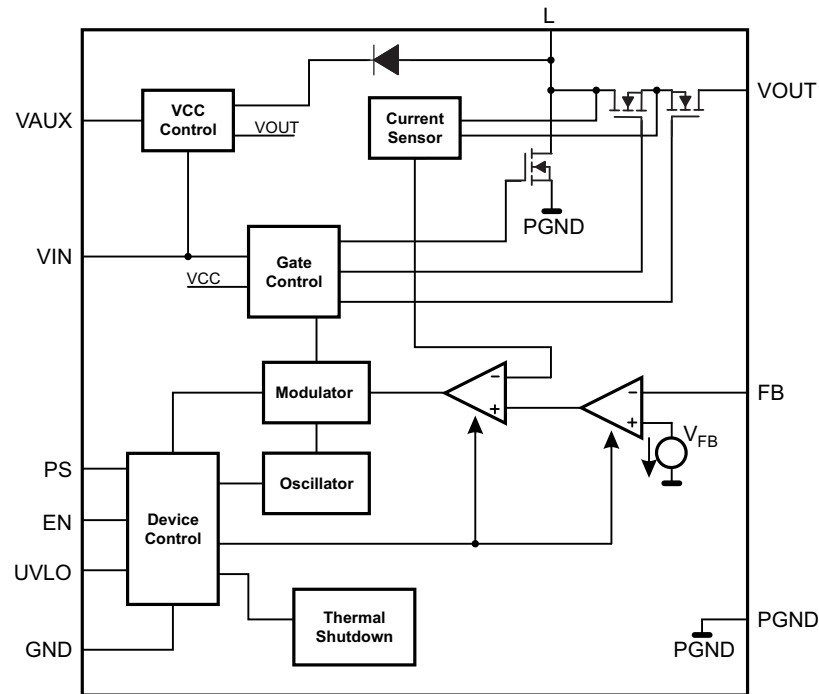 L
VOUT
VAUX
VCC
Control
VOUT
Current
Sensor
PGND
VIN
VCC
Gate
Control
Modulator
-
+
-
+
FB
VFB
PS
EN
UVLO
GND
Device
Control
Oscillator
Thermal
Shutdown
PGND
PGND